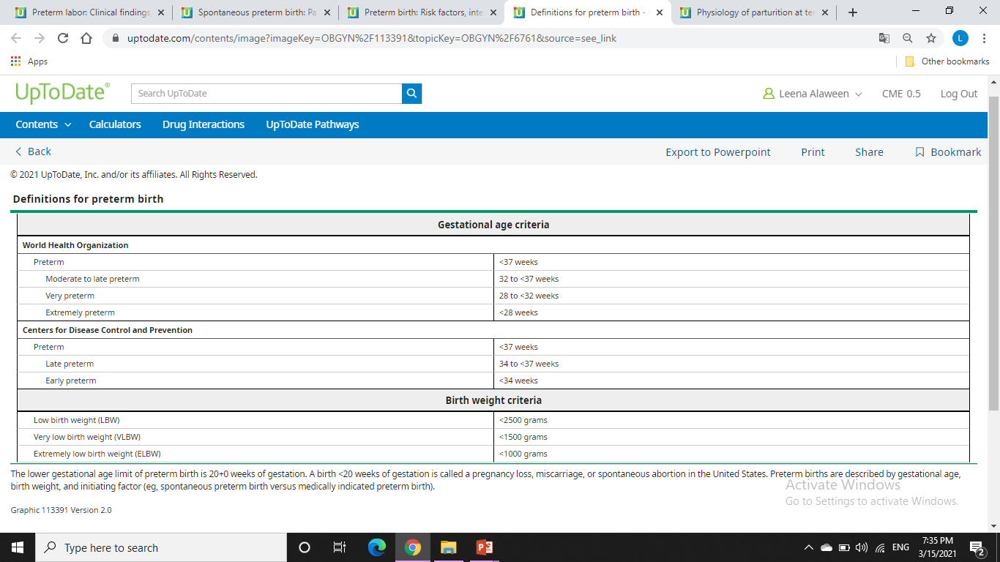 Preterm labor: Clinical findings,
Spontaneous preterm birth: Pa
Preterm birth: Risk factors, inte
Definitions for preterm birth -
Physiology of parturition at ter
uptodate.com/contents/image?imageKey=OBGYN%2F113391&topicKey=OBGYN%2F6761&source=see_link
L
Apps
Other bookmarks
UpToDate®
Search UpToDate
Leena Alaween
CME 0.5
Log Out
Contents
Calculators
Drug Interactions
UpToDate Pathways
Back
Export to Powerpoint
Print
Share
Bookmark
© 2021 UpToDate, Inc. and/or its affiliates. All Rights Reserved.
Definitions for preterm birth
Gestational age criteria
World Health Organization
Preterm <37 weeks
Moderate to late preterm 32 to <37 weeks
Very preterm 28 to <32 weeks
Extremely preterm <28 weeks
Centers for Disease Control and Prevention
Preterm <37 weeks
Late preterm 34 to <37 weeks
Early preterm <34 weeks
Birth weight criteria
Low birth weight (LBW) <2500 grams
Very low birth weight (VLBW) <1500 grams
Extremely low birth weight (ELBW) <1000 grams
The lower gestational age limit of preterm birth is 20+0 weeks of gestation. A birth <20 weeks of gestation is called a pregnancy loss, miscarriage, or spontaneous abortion in the United States. Preterm births are described by gestational age,
birth weight, and initiating factor (eg, spontaneous preterm birth versus medically indicated preterm birth).
Activate Windows
Go to Settings to activate Windows.
Graphic 113391 Version 2.0
Type here to search
ENG
7:35 PM
3/15/2021
2